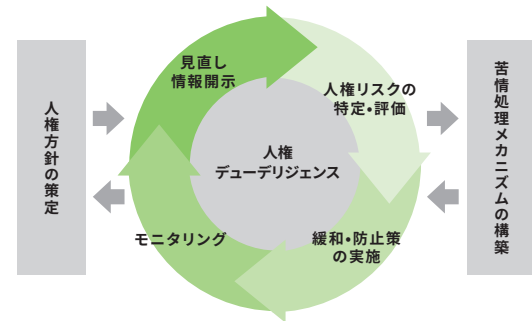 人権方針の策定
見直し
情報開示
人権リスクの
特定・評価
人権
デューデリジェンス
モニタリング
緩和・防止策
の実施
苦情処理メカニズムの構築